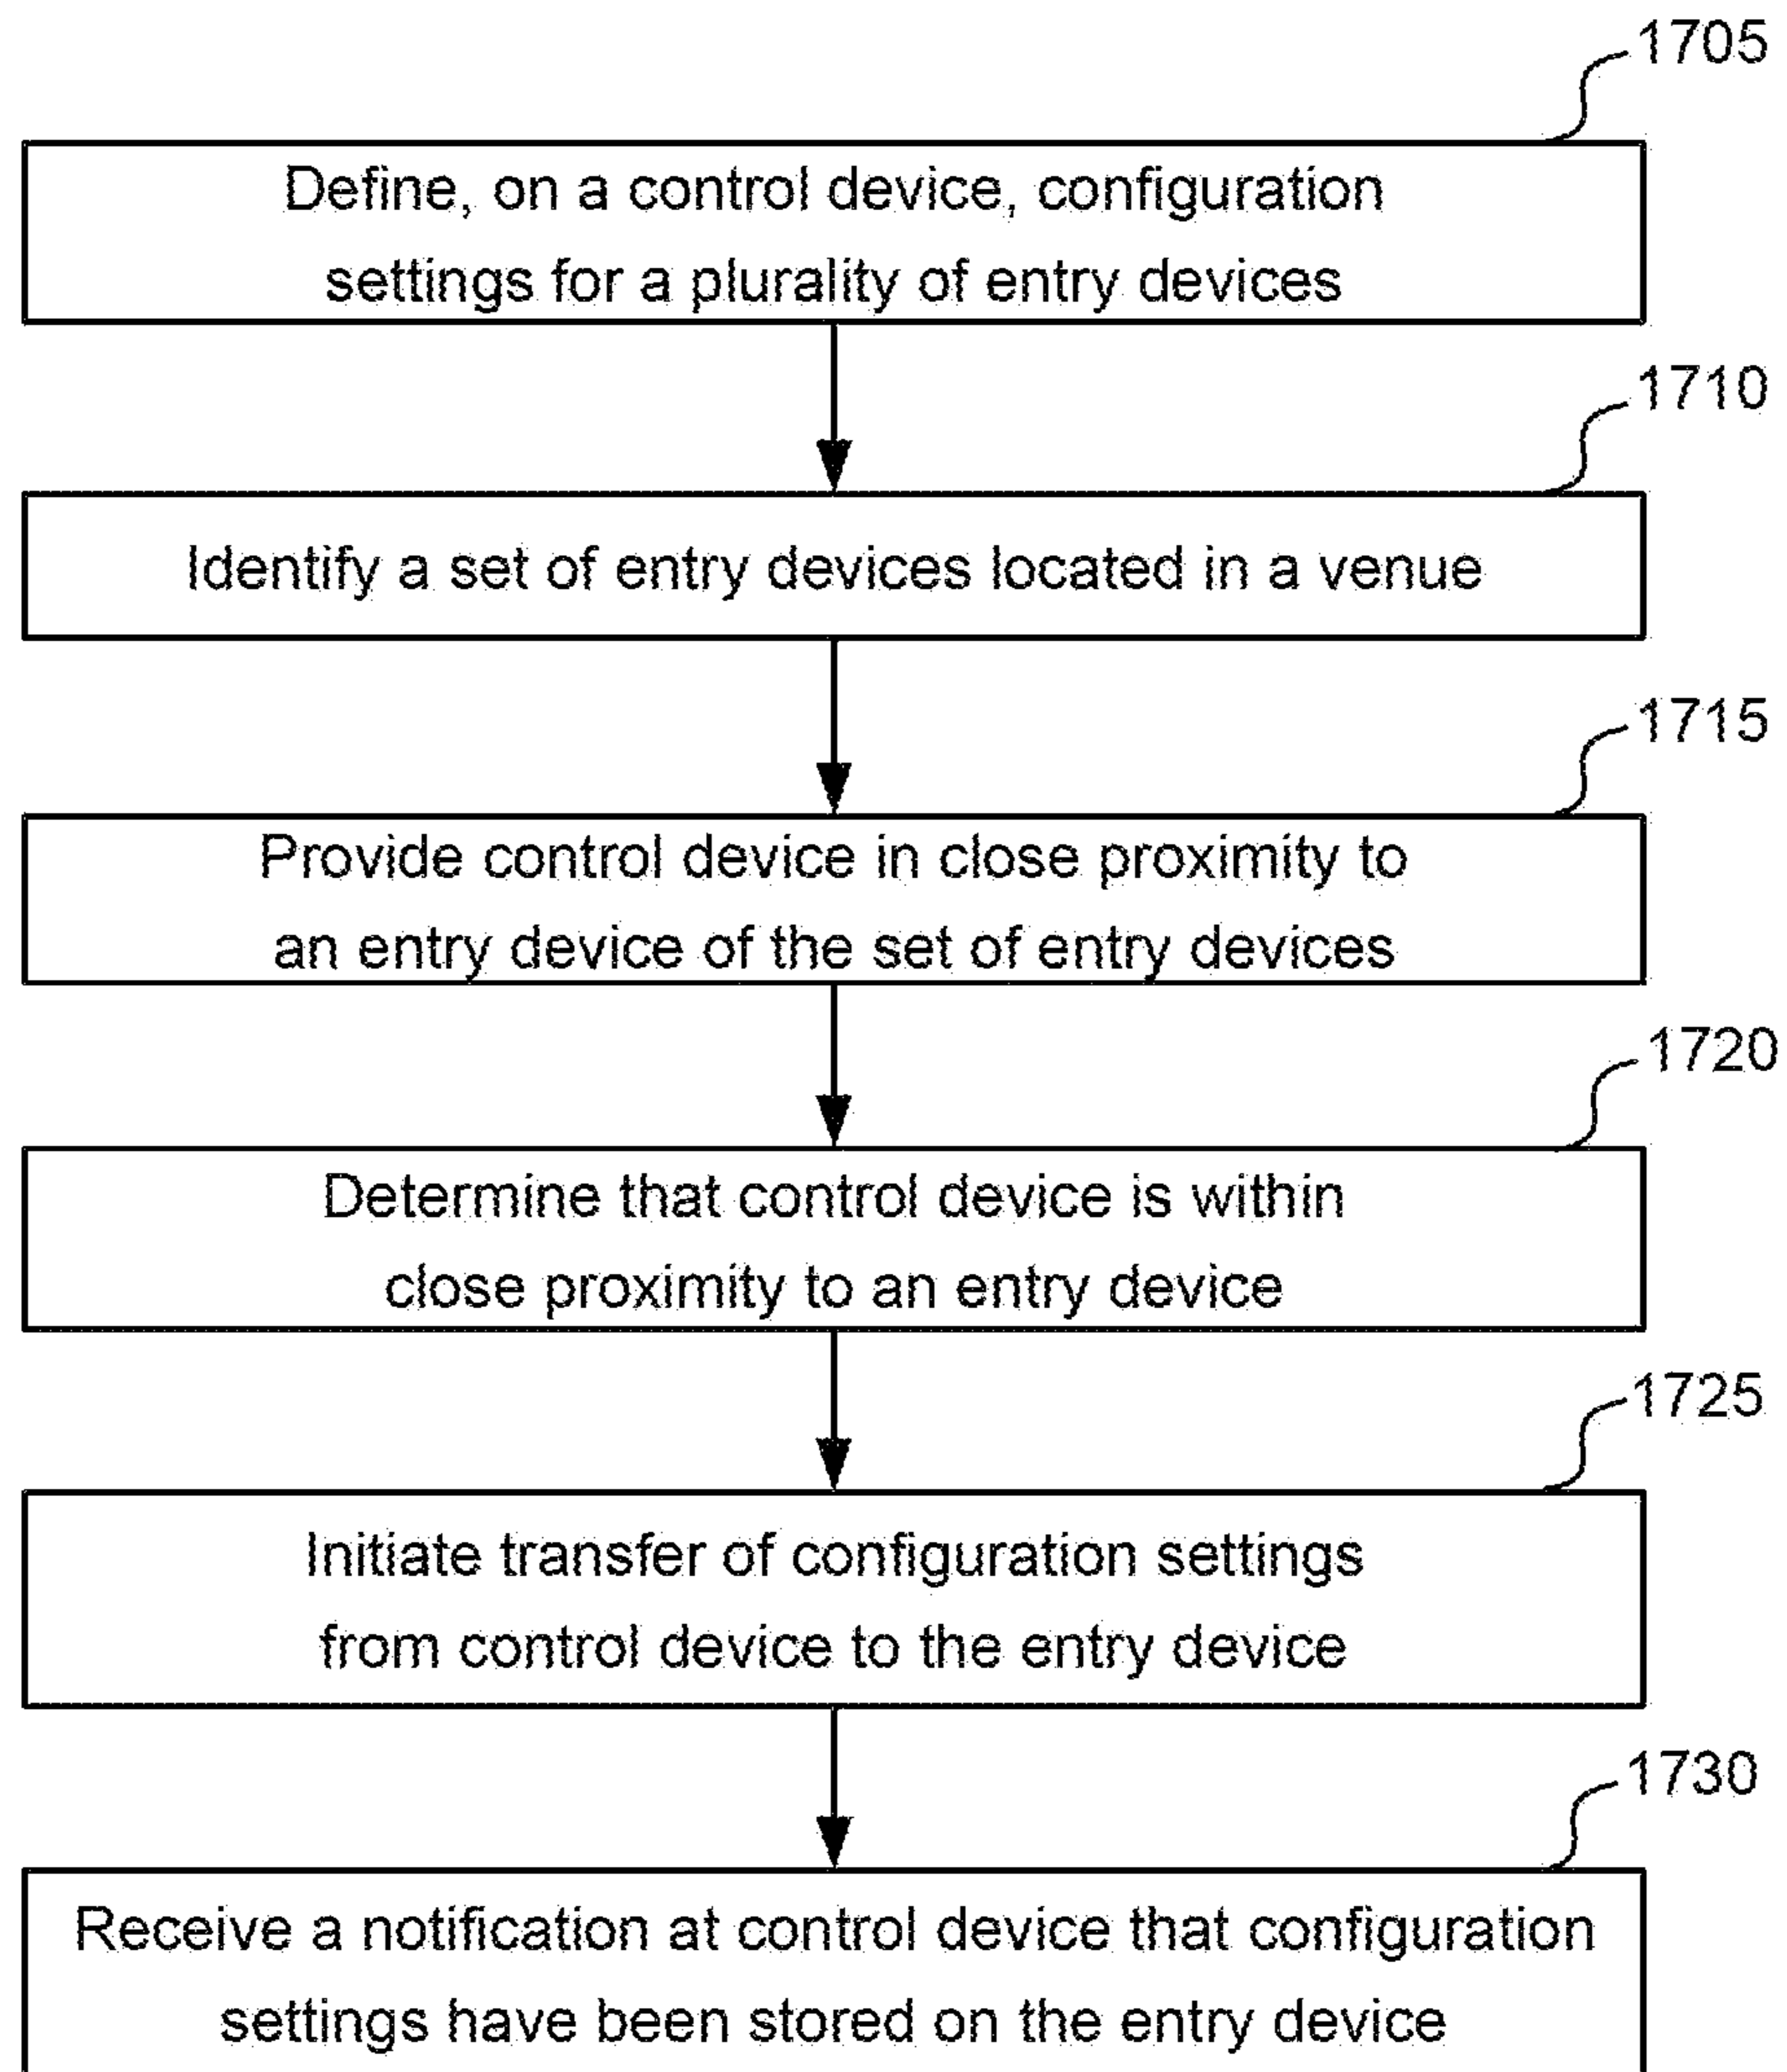 1705
Define, on a control device, configuration
settings for a plurality of entry devices
1710
Identify a set of entry devices located in a venue
1715
Provide control device in close proximity to
an entry device of the set of entry devices
1720
Determine that control device is within
close proximity to an entry device
1725
Initiate transfer of configuration settings
from control device to the entry device
1730
Receive a notification at control device that configuration
settings have been stored on the entry device